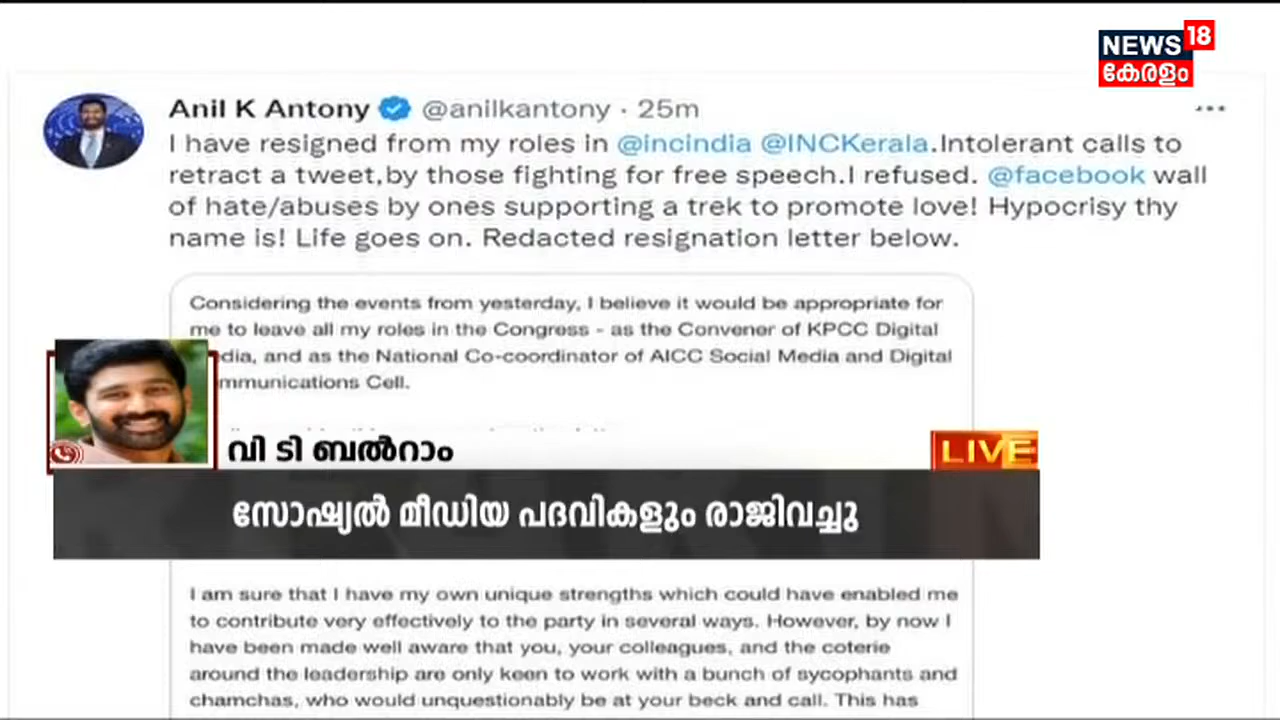 NEWS 18
കേരളം
Anil K Antony @anilkantony · 25m
I have resigned from my roles in @incindia @INCKerala.Intolerant calls to
retract a tweet,by those fighting for free speech.I refused. @facebook wall
of hate/abuses by ones supporting a trek to promote love! Hypocrisy thy
name is! Life goes on. Redacted resignation letter below.
Considering the events from yesterday, I believe it would be appropriate for
me to leave all my roles in the Congress - as the Convener of KPCC Digital
dia, and as the National Co-coordinator of AICC Social Media and Digital
mmunications Cell.
വി ടി ബൽറാം
LIVE
സോഷ്യൽ മീഡിയ പദവികളും രാജിവച്ചു
I am sure that I have my own unique strengths which could have enabled me
to contribute very effectively to the party in several ways. However, by now I
have been made well aware that you, your colleagues, and the coterie
around the leadership are only keen to work with a bunch of sycophants and
chamchas, who would unquestionably be at your beck and call. This has